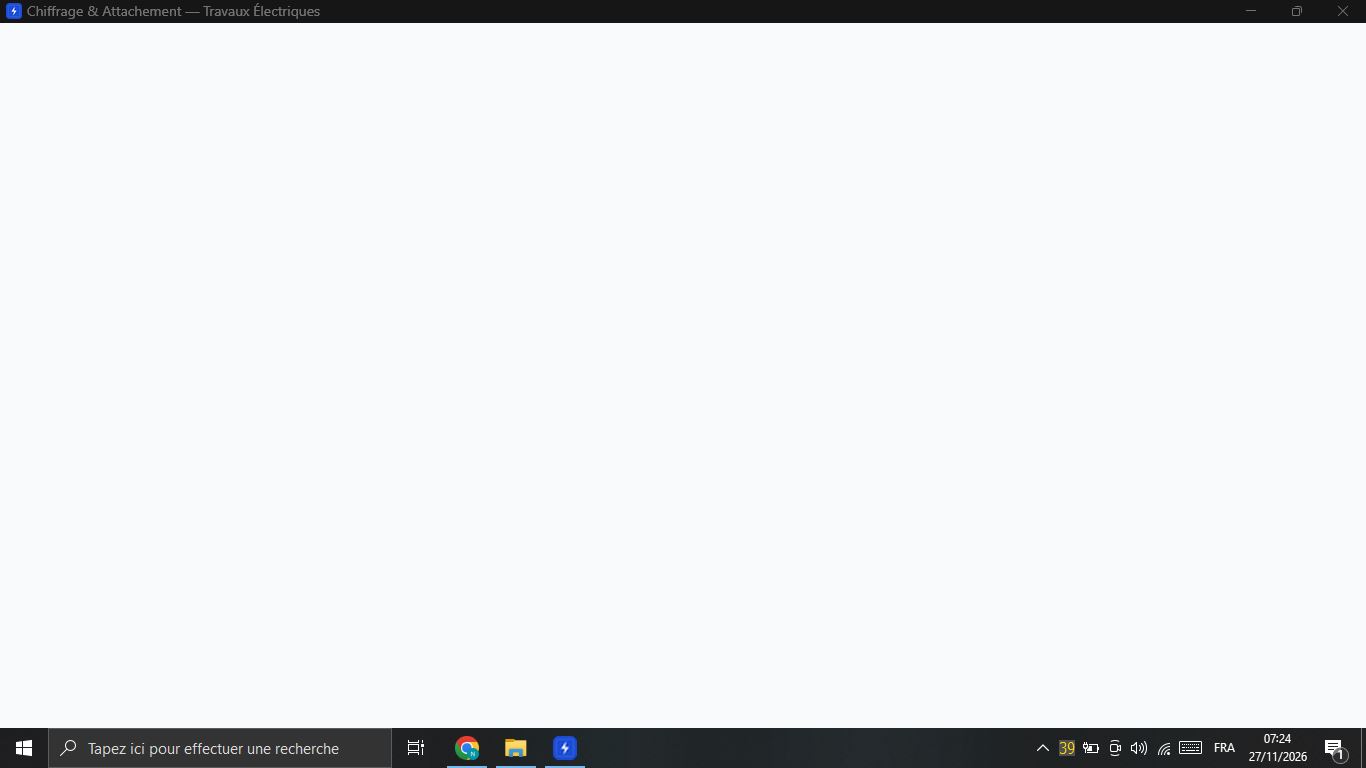 Chiffrage & Attachement — Travaux Électriques
Tapez ici pour effectuer une recherche
39
FRA
07:24
27/11/2026
1
N